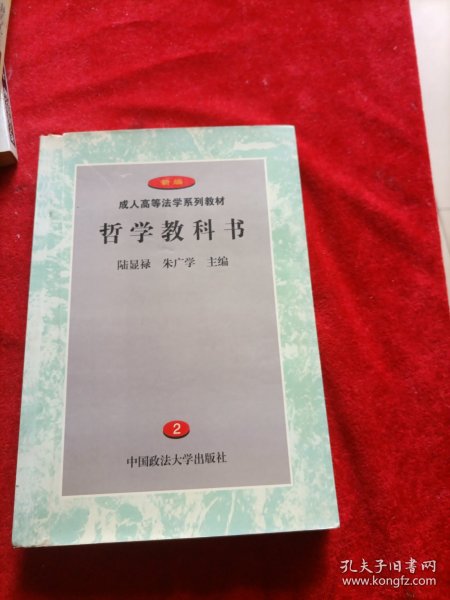 新编
成人高等法学系列教材
哲学教科书
陆显禄 朱广学 主编
2
中国政法大学出版社
孔夫子旧书网
www.kongfz.com